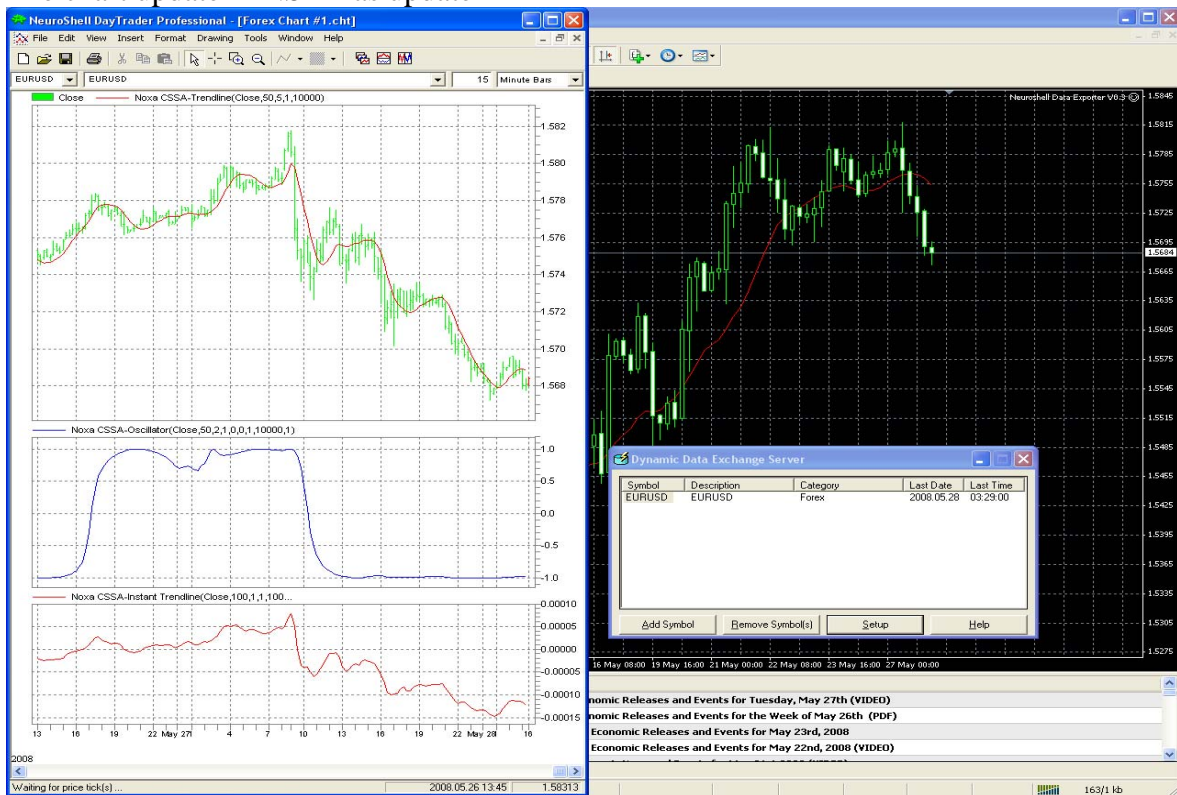 NeuroShell DayTrader Professional - [Forex Chart #1.cht]
File Edit View Insert Format Drawing Tools Window Help
EURUSD EURUSD 15 Minute Bars
Close Noxa CSSA-Trendline(Close,50,5,1,10000)
1.582
1.580
1.578
1.576
1.574
1.572
1.570
1.568
Noxa CSSA-Oscillator(Close,50,2,1,0,0,1,10000,1)
1.0
0.5
0.0
-0.5
-1.0
Noxa CSSA-Instant Trendline(Close,100,1,1,100...
0.00010
0.00005
0.00000
-0.00005
-0.00010
-0.00015
13 16 19 22 May 27 4 7 10 13 16 19 22 May 28 16
2008
Waiting for price tick(s) ... 2008.05.26 13:45 1.58313
Neuroshell Data Exporter V0.9
1.5845
1.5815
1.5785
1.5755
1.5725
1.5695
1.5684
1.5665
1.5635
1.5605
1.5575
1.5545
1.5515
1.5485
1.5455
1.5425
1.5395
1.5365
1.5335
1.5305
1.5275
Dynamic Data Exchange Server
Symbol Description Category Last Date Last Time
EURUSD EURUSD Forex 2008.05.28 03:29:00
Add Symbol Remove Symbol(s) Setup Help
16 May 08:00 19 May 16:00 21 May 00:00 22 May 08:00 23 May 16:00 27 May 00:00
nomic Releases and Events for Tuesday, May 27th (VIDEO)
nomic Releases and Events for the Week of May 26th (PDF)
Economic Releases and Events for May 23rd, 2008
Economic Releases and Events for May 22nd, 2008 (VIDEO)
163/1 kb